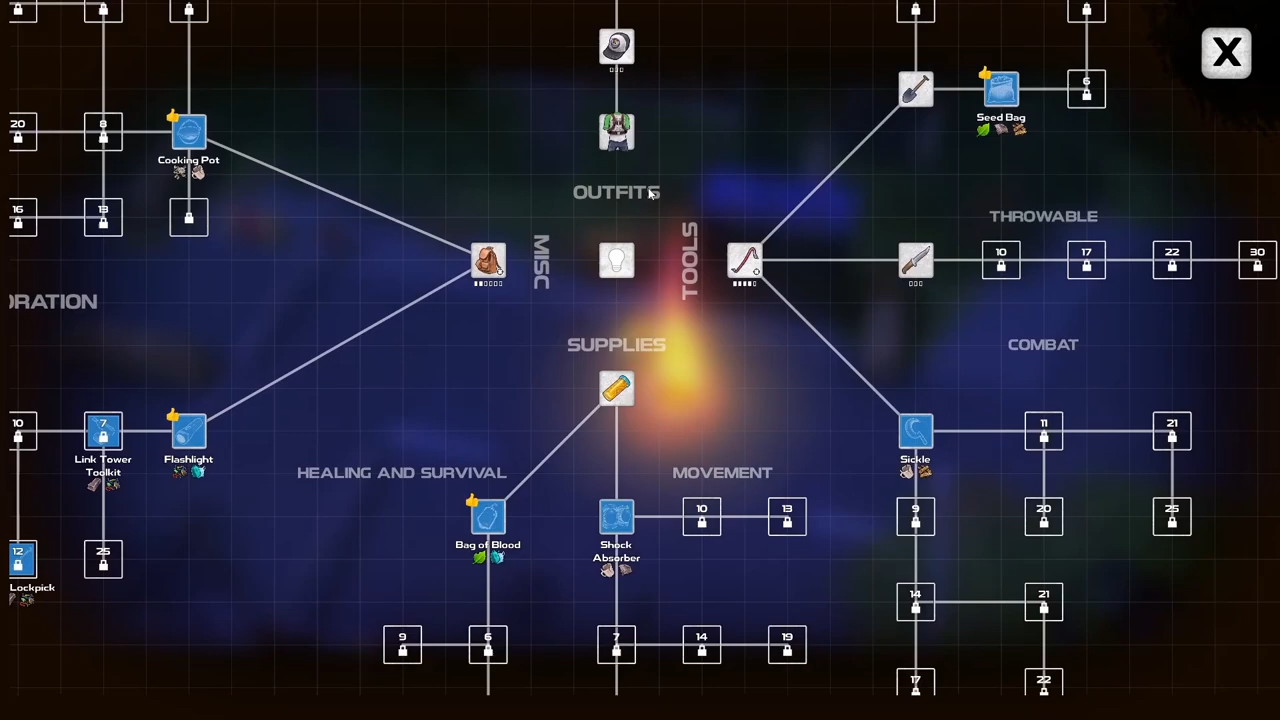 X
6
Seed Bag
20
8
Cooking Pot
OUTFITS
16
13
THROWABLE
MISC
TOOLS
10
17
22
30
ORATION
SUPPLIES
COMBAT
10
7
Link Tower
Toolkit
Flashlight
Sickle
11
21
HEALING AND SURVIVAL
MOVEMENT
Bag of Blood
Shock
Absorber
10
13
9
20
25
12
Lockpick
25
14
21
9
6
7
14
19
17
22